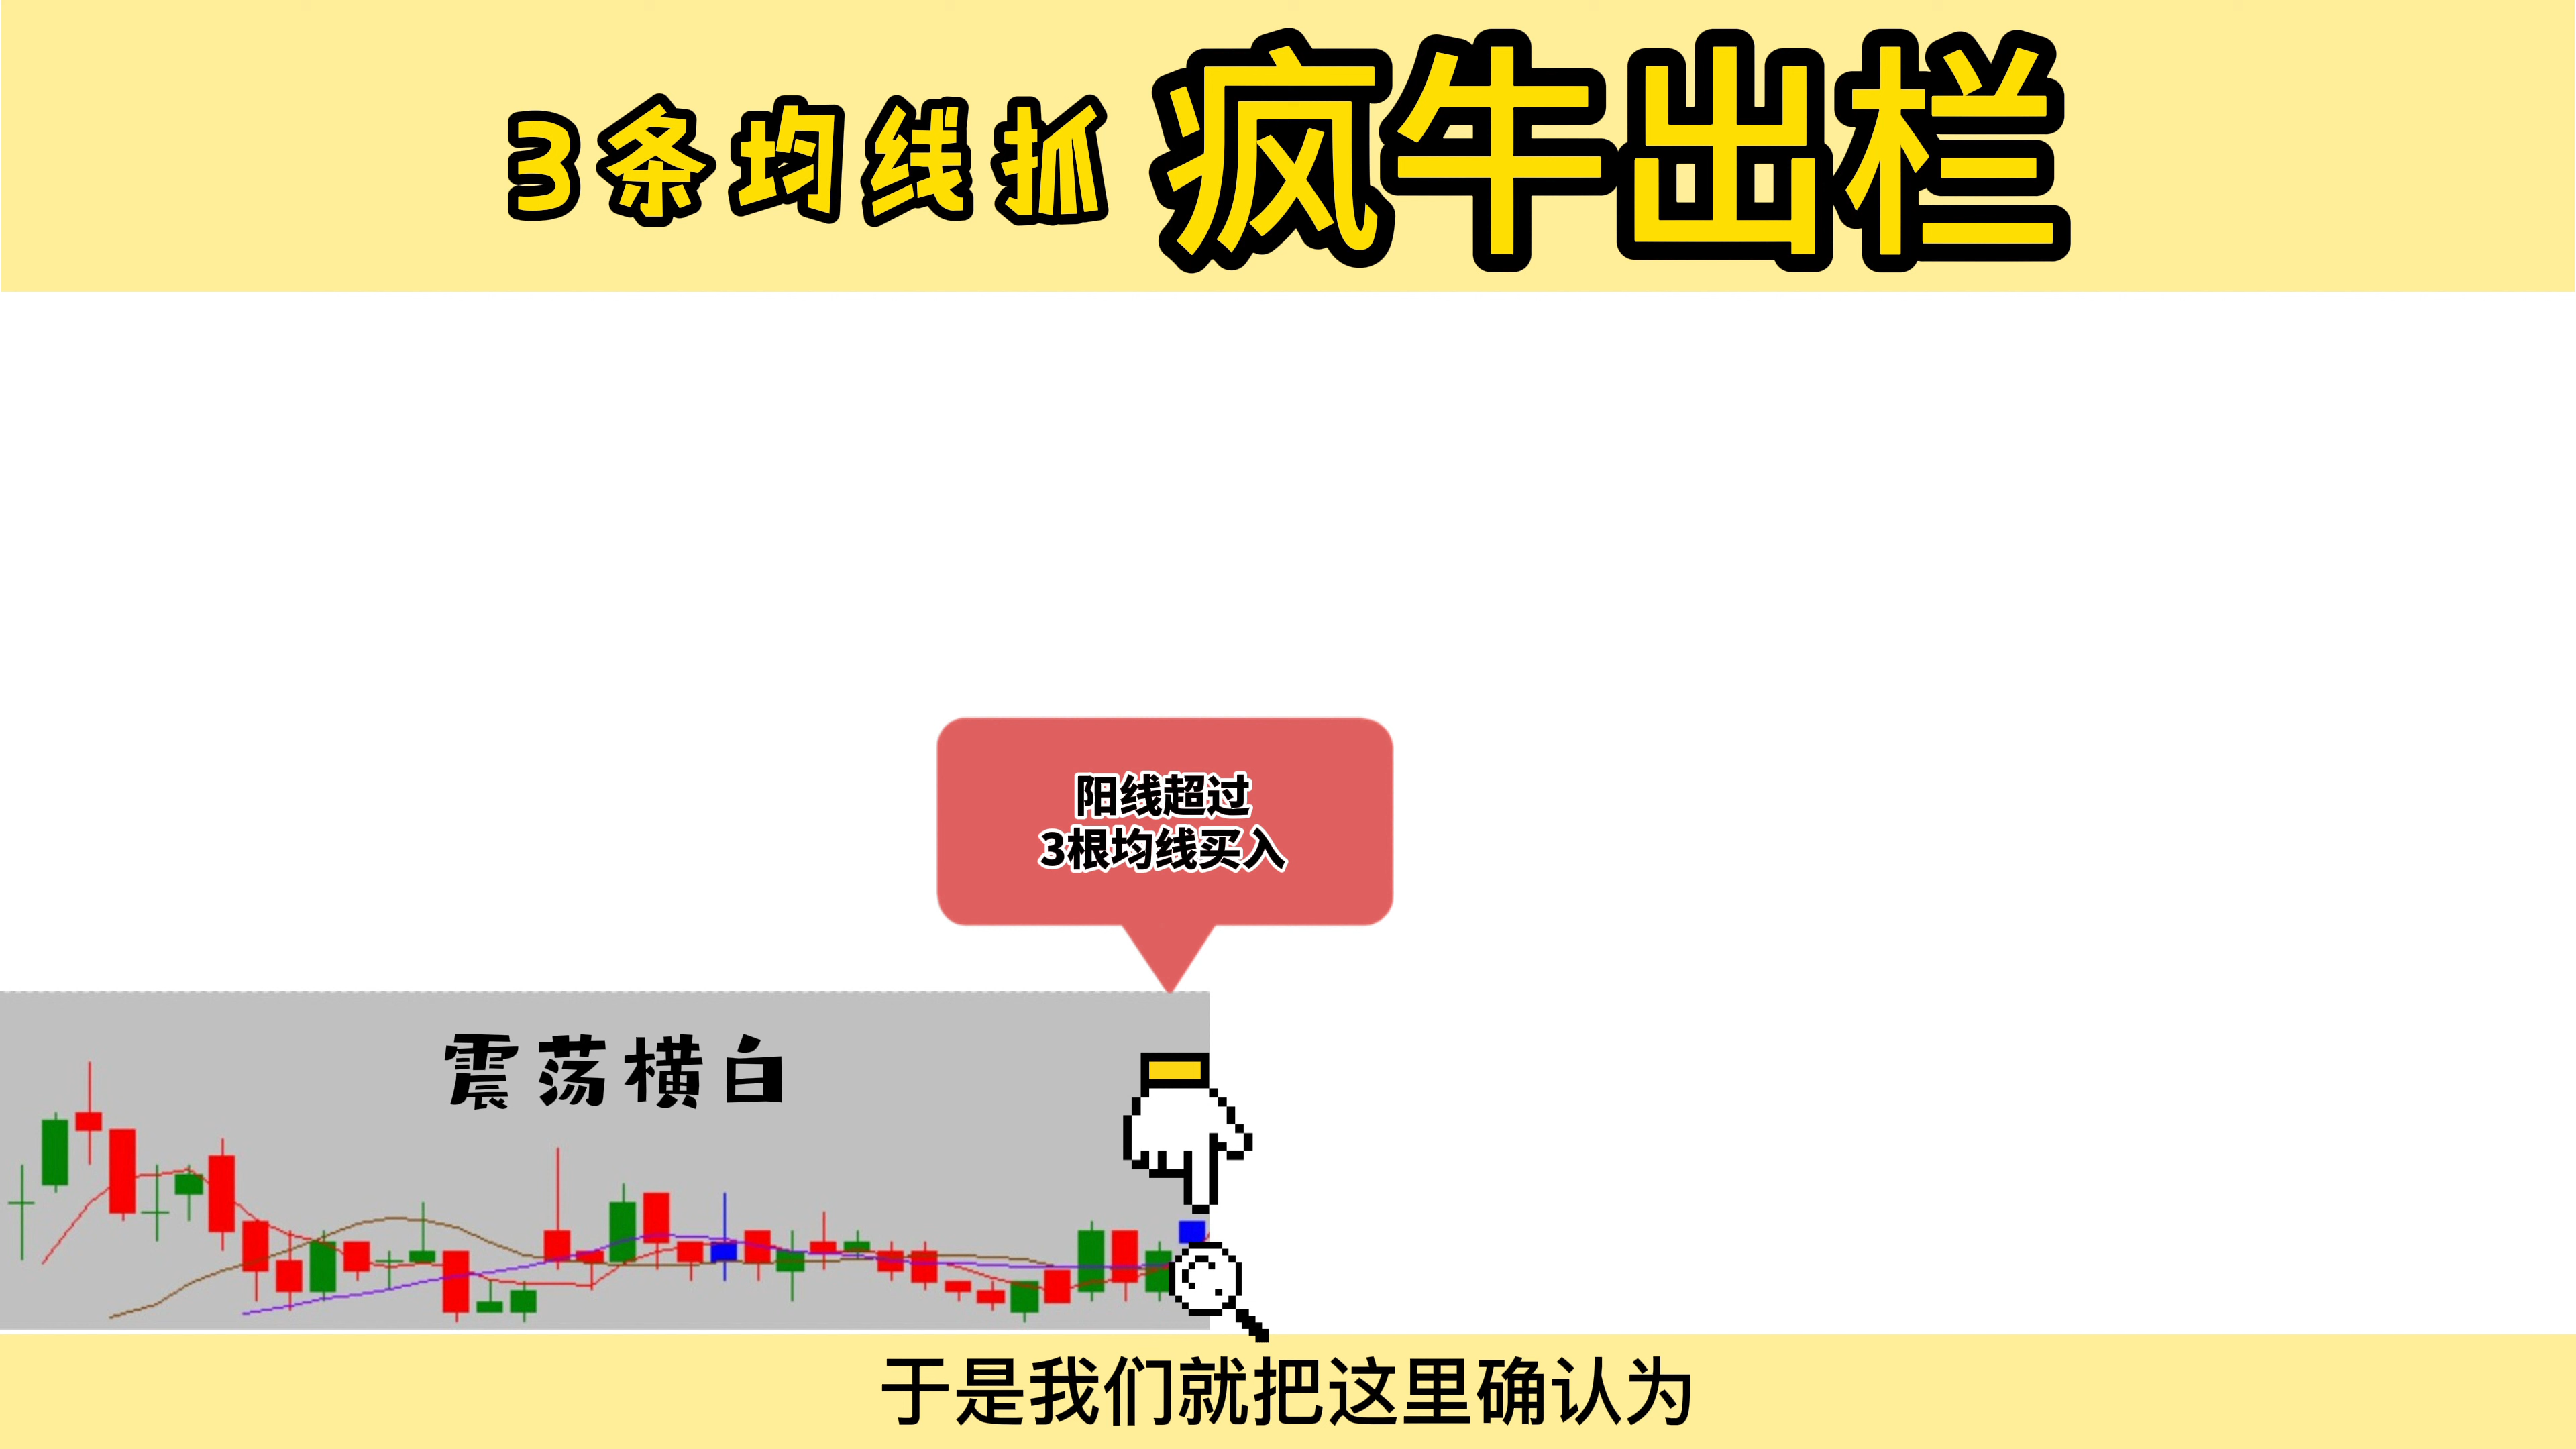 3条均线抓 疯牛出栏
阳线超过
3根均线买入
震荡横白
于是我们就把这里确认为